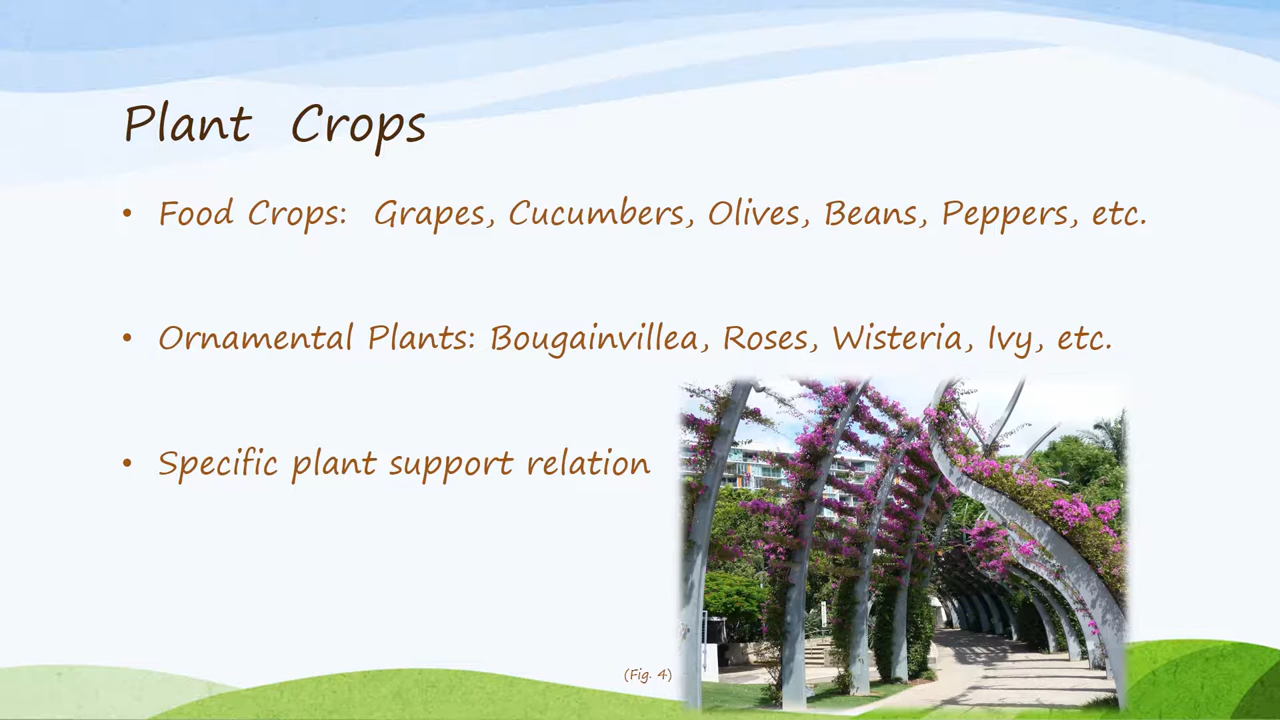 Plant Crops
• Food Crops: Grapes, Cucumbers, Olives, Beans, Peppers, etc.
• Ornamental Plants: Bougainvillea, Roses, Wisteria, Ivy, etc.
• Specific plant support relation
(Fig. 4)